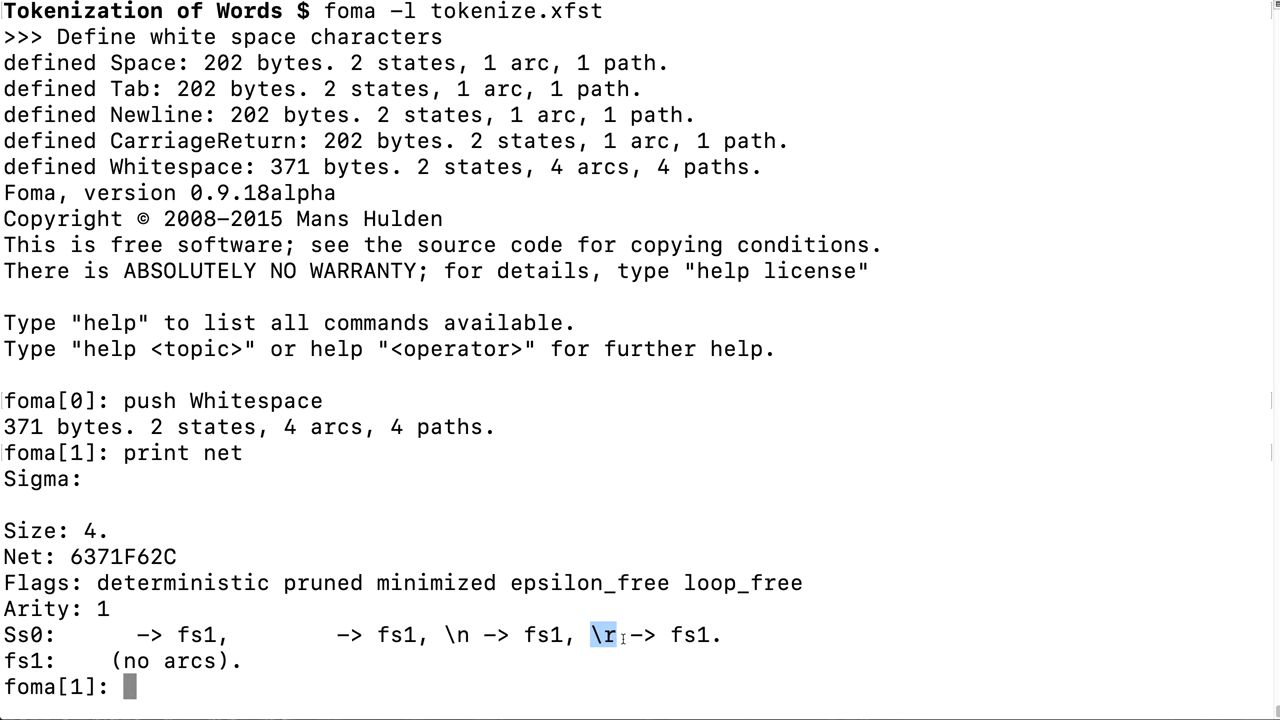 Tokenization of Words $ foma -l tokenize.xfst
>>> Define white space characters
defined Space: 202 bytes. 2 states, 1 arc, 1 path.
defined Tab: 202 bytes. 2 states, 1 arc, 1 path.
defined Newline: 202 bytes. 2 states, 1 arc, 1 path.
defined CarriageReturn: 202 bytes. 2 states, 1 arc, 1 path.
defined Whitespace: 371 bytes. 2 states, 4 arcs, 4 paths.
Foma, version 0.9.18alpha
Copyright © 2008-2015 Mans Hulden
This is free software; see the source code for copying conditions.
There is ABSOLUTELY NO WARRANTY; for details, type "help license"
Type "help" to list all commands available.
Type "help <topic>" or help "<operator>" for further help.
foma[0]: push Whitespace
371 bytes. 2 states, 4 arcs, 4 paths.
foma[1]: print net
Sigma:
Size: 4.
Net: 6371F62C
Flags: deterministic pruned minimized epsilon_free loop_free
Arity: 1
Ss0:      -> fs1,        -> fs1, \n -> fs1, \r -> fs1.
fs1:    (no arcs).
foma[1]: